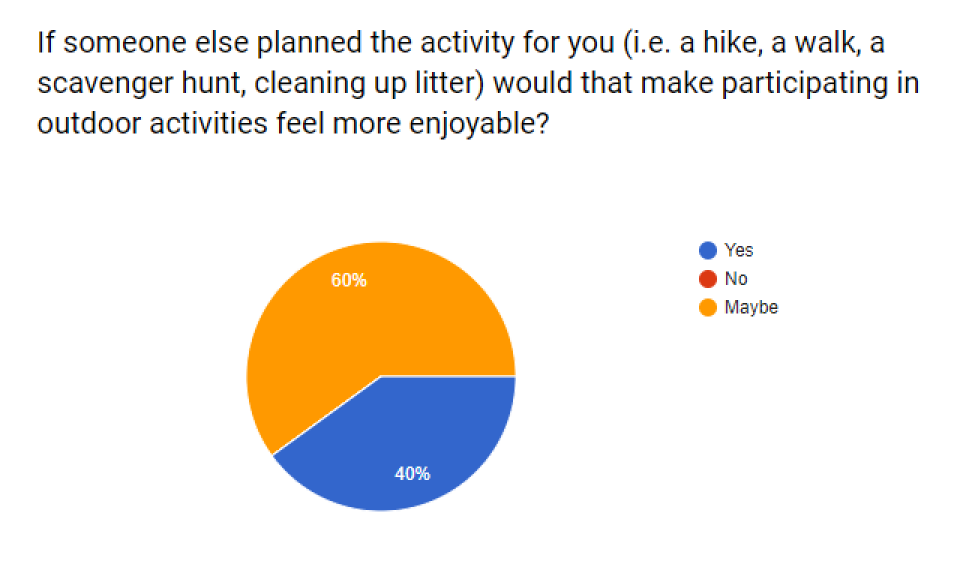 If someone else planned the activity for you (i.e. a hike, a walk, a
scavenger hunt, cleaning up litter) would that make participating in
outdoor activities feel more enjoyable?
Yes
No
Maybe
60%
40%